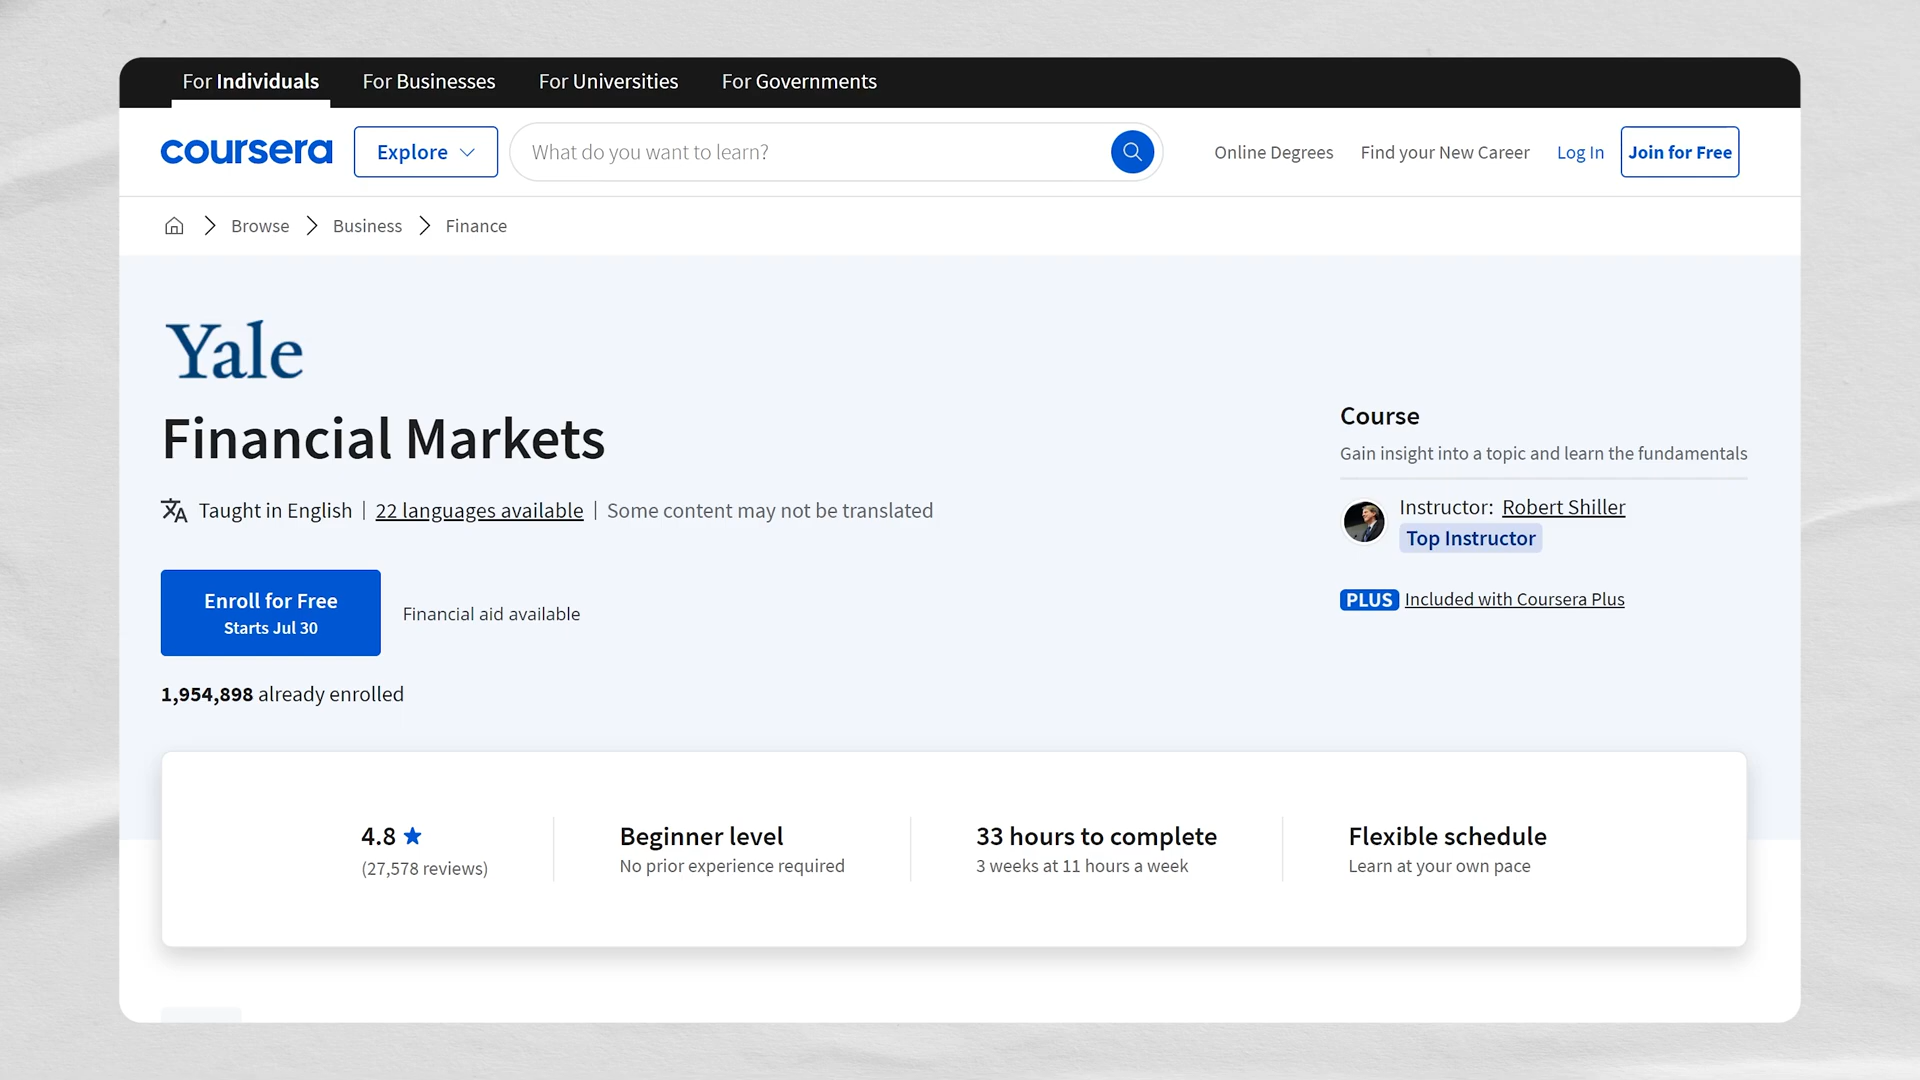 For Individuals For Businesses For Universities For Governments
coursera Explore What do you want to learn? Online Degrees Find your New Career Log In Join for Free
Browse Business Finance
Yale
Financial Markets
Taught in English | 22 languages available | Some content may not be translated
Enroll for Free
Starts Jul 30
Financial aid available
1,954,898 already enrolled
Course
Gain insight into a topic and learn the fundamentals
Instructor: Robert Shiller
Top Instructor
PLUS Included with Coursera Plus
4.8
(27,578 reviews)
Beginner level
No prior experience required
33 hours to complete
3 weeks at 11 hours a week
Flexible schedule
Learn at your own pace